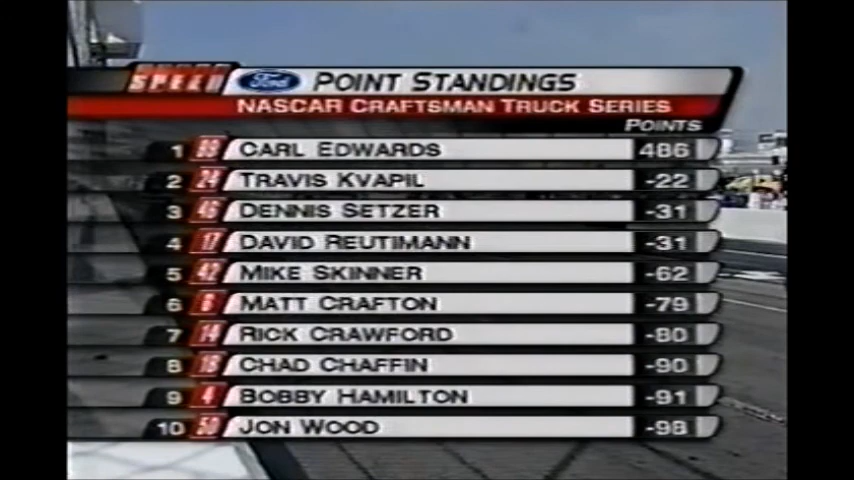 SPEED Ford POINT STANDINGS
NASCAR CRAFTSMAN TRUCK SERIES
POINTS
1 99 CARL EDWARDS 486
2 24 TRAVIS KVAPIL -22
3 46 DENNIS SETZER -31
4 17 DAVID REUTIMANN -31
5 42 MIKE SKINNER -62
6 6 MATT CRAFTON -79
7 14 RICK CRAWFORD -80
8 18 CHAD CHAFFIN -90
9 4 BOBBY HAMILTON -91
10 50 JON WOOD -98